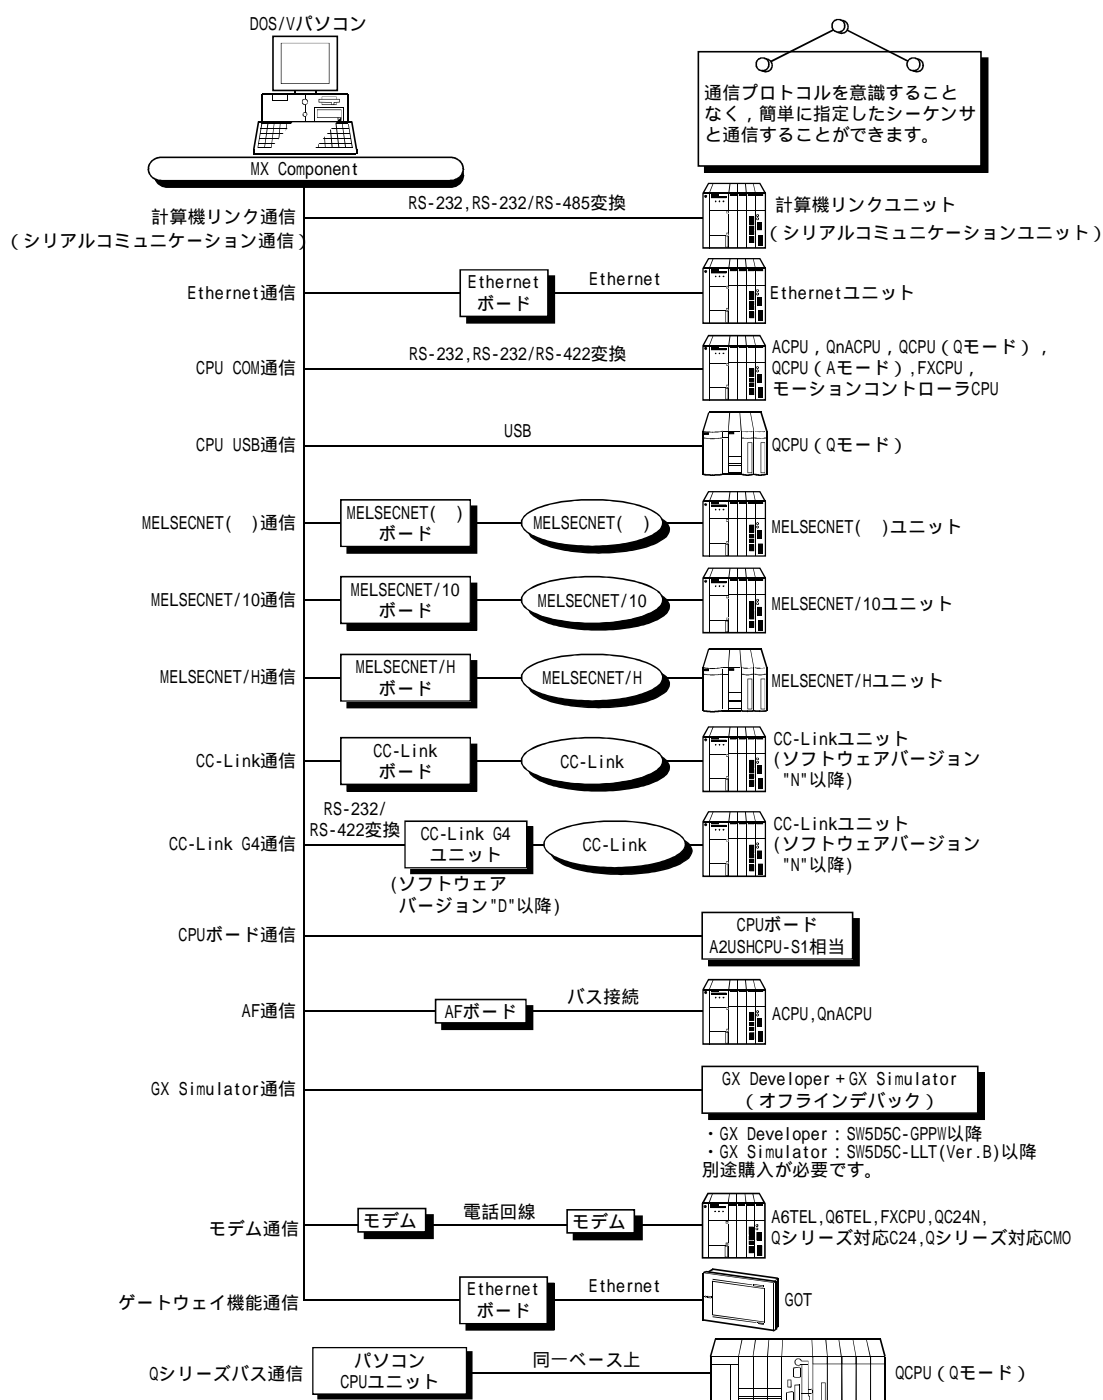 DOS/Vパソコン
MX Component
通信プロトコルを意識すること
なく，簡単に指定したシーケンサ
と通信することができます。
計算機リンク通信
（シリアルコミュニケーション通信）
RS-232,RS-232/RS-485変換
計算機リンクユニット
（シリアルコミュニケーションユニット）
Ethernet通信
Ethernet
ボード
Ethernet
Ethernetユニット
CPU COM通信
RS-232,RS-232/RS-422変換
ACPU，QnACPU，QCPU（Qモード），
QCPU（Aモード）,FXCPU，
モーションコントローラCPU
CPU USB通信
USB
QCPU（Qモード）
MELSECNET(　)通信
MELSECNET(　)
ボード
MELSECNET(　)
MELSECNET(　)ユニット
MELSECNET/10通信
MELSECNET/10
ボード
MELSECNET/10
MELSECNET/10ユニット
MELSECNET/H通信
MELSECNET/H
ボード
MELSECNET/H
MELSECNET/Hユニット
CC-Link通信
CC-Link
ボード
CC-Link
CC-Linkユニット
(ソフトウェアバージョン
"N"以降)
CC-Link G4通信
RS-232/
RS-422変換
CC-Link G4
ユニット
(ソフトウェア
バージョン"D"以降)
CC-Link
CC-Linkユニット
(ソフトウェアバージョン
"N"以降)
CPUボード通信
CPUボード
A2USHCPU-S1相当
AF通信
AFボード
バス接続
ACPU,QnACPU
GX Simulator通信
GX Developer＋GX Simulator
（オフラインデバック）
・GX Developer：SW5D5C-GPPW以降
・GX Simulator：SW5D5C-LLT(Ver.B)以降
別途購入が必要です。
モデム通信
モデム
電話回線
モデム
A6TEL,Q6TEL,FXCPU,QC24N,
Qシリーズ対応C24,Qシリーズ対応CMO
ゲートウェイ機能通信
Ethernet
ボード
Ethernet
GOT
Qシリーズバス通信
パソコン
CPUユニット
同一ベース上
QCPU（Qモード）